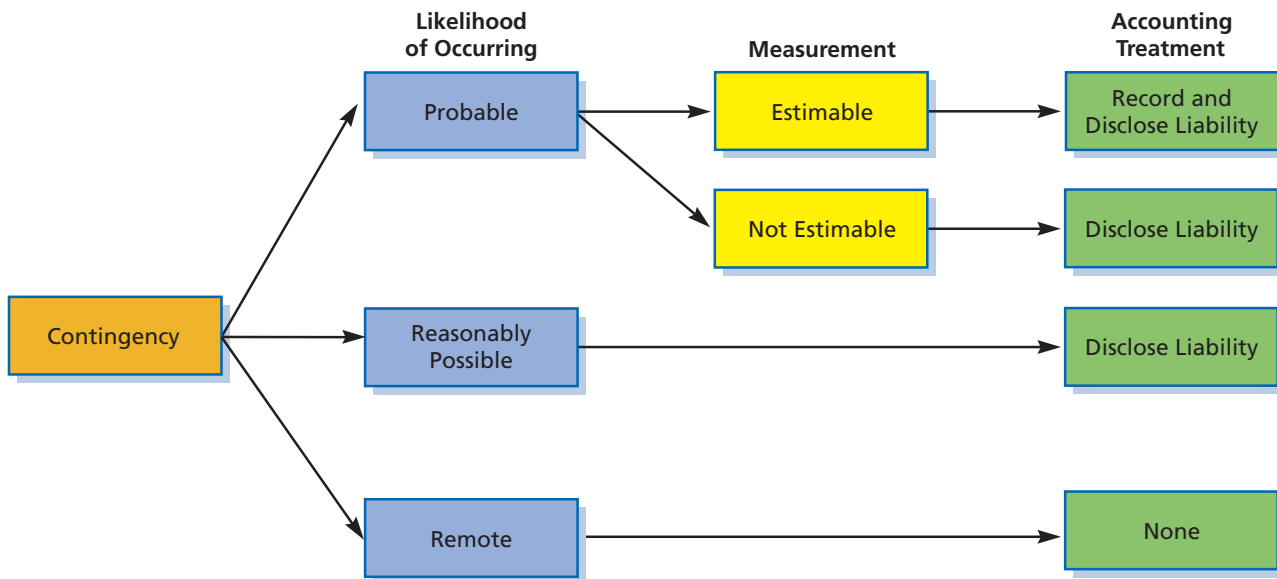 Likelihood
of Occurring
Measurement
Accounting
Treatment
Probable
Estimable
Record and
Disclose Liability
Not Estimable
Disclose Liability
Contingency
Reasonably
Possible
Disclose Liability
Remote
None